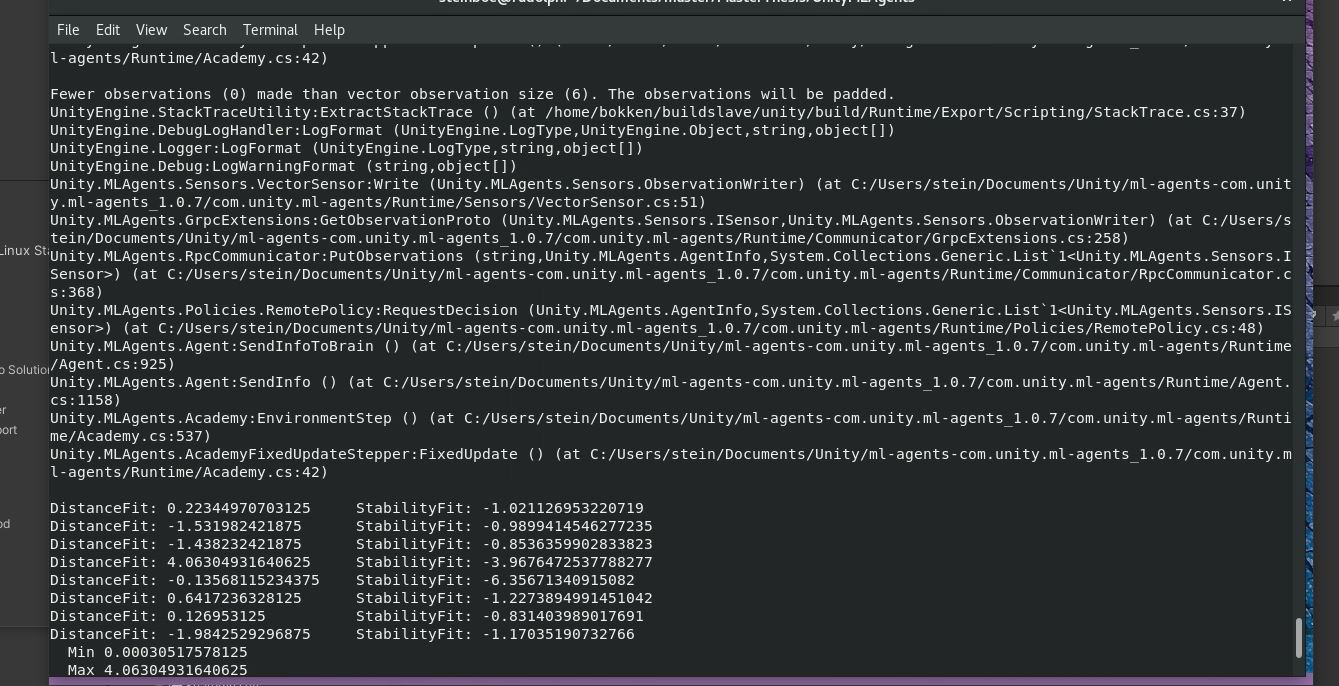 File Edit View Search Terminal Help
l-agents/Runtime/Academy.cs:42)
Fewer observations (0) made than vector observation size (6). The observations will be padded.
UnityEngine.StackTraceUtility:ExtractStackTrace () (at /home/bokken/buildslave/unity/build/Runtime/Export/Scripting/StackTrace.cs:37)
UnityEngine.DebugLogHandler:LogFormat (UnityEngine.LogType,UnityEngine.Object,string,object[])
UnityEngine.Logger:LogFormat (UnityEngine.LogType,string,object[])
UnityEngine.Debug:LogWarningFormat (string,object[])
Unity.MLAgents.Sensors.VectorSensor:Write (Unity.MLAgents.Sensors.ObservationWriter) (at C:/Users/stein/Documents/Unity/ml-agents-com.unit
y.ml-agents_1.0.7/com.unity.ml-agents/Runtime/Sensors/VectorSensor.cs:51)
Unity.MLAgents.GrpcExtensions:GetObservationProto (Unity.MLAgents.Sensors.ISensor,Unity.MLAgents.Sensors.ObservationWriter) (at C:/Users/s
tein/Documents/Unity/ml-agents-com.unity.ml-agents_1.0.7/com.unity.ml-agents/Runtime/Communicator/GrpcExtensions.cs:258)
Unity.MLAgents.RpcCommunicator:PutObservations (string,Unity.MLAgents.AgentInfo,System.Collections.Generic.List`1<Unity.MLAgents.Sensors.I
Sensor>) (at C:/Users/stein/Documents/Unity/ml-agents-com.unity.ml-agents_1.0.7/com.unity.ml-agents/Runtime/Communicator/RpcCommunicator.c
s:368)
Unity.MLAgents.Policies.RemotePolicy:RequestDecision (Unity.MLAgents.AgentInfo,System.Collections.Generic.List`1<Unity.MLAgents.Sensors.IS
ensor>) (at C:/Users/stein/Documents/Unity/ml-agents-com.unity.ml-agents_1.0.7/com.unity.ml-agents/Runtime/Policies/RemotePolicy.cs:48)
Unity.MLAgents.Agent:SendInfoToBrain () (at C:/Users/stein/Documents/Unity/ml-agents-com.unity.ml-agents_1.0.7/com.unity.ml-agents/Runtime
/Agent.cs:925)
Unity.MLAgents.Agent:SendInfo () (at C:/Users/stein/Documents/Unity/ml-agents-com.unity.ml-agents_1.0.7/com.unity.ml-agents/Runtime/Agent.
cs:1158)
Unity.MLAgents.Academy:EnvironmentStep () (at C:/Users/stein/Documents/Unity/ml-agents-com.unity.ml-agents_1.0.7/com.unity.ml-agents/Runti
me/Academy.cs:537)
Unity.MLAgents.AcademyFixedUpdateStepper:FixedUpdate () (at C:/Users/stein/Documents/Unity/ml-agents-com.unity.ml-agents_1.0.7/com.unity.m
l-agents/Runtime/Academy.cs:42)
DistanceFit: 0.22344970703125 StabilityFit: -1.021126953220719
DistanceFit: -1.531982421875 StabilityFit: -0.9899414546277235
DistanceFit: -1.438232421875 StabilityFit: -0.8536359902833823
DistanceFit: 4.06304931640625 StabilityFit: -3.9676472537788277
DistanceFit: -0.13568115234375 StabilityFit: -6.35671340915082
DistanceFit: 0.6417236328125 StabilityFit: -1.2273894991451042
DistanceFit: 0.126953125 StabilityFit: -0.831403989017691
DistanceFit: -1.9842529296875 StabilityFit: -1.17035190732766
Min 0.00030517578125
Max 4.06304931640625
Linux Sta
o Solution
er
port
od